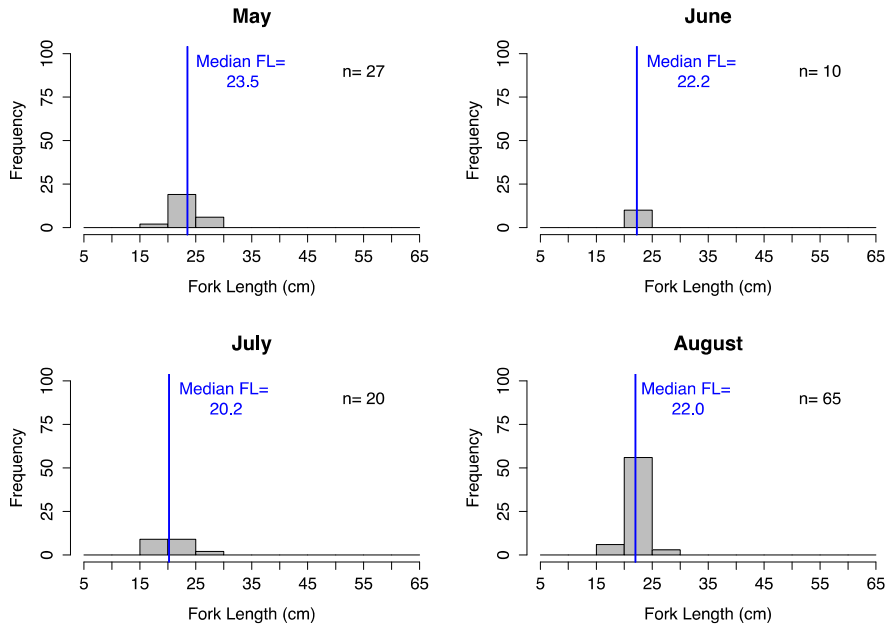 May
Median FL=
23.5
n= 27
Frequency
0
25
50
75
100
5
15
25
35
45
55
65
Fork Length (cm)
June
Median FL=
22.2
n= 10
Frequency
0
25
50
75
100
5
15
25
35
45
55
65
Fork Length (cm)
July
Median FL=
20.2
n= 20
Frequency
0
25
50
75
100
5
15
25
35
45
55
65
Fork Length (cm)
August
Median FL=
22.0
n= 65
Frequency
0
25
50
75
100
5
15
25
35
45
55
65
Fork Length (cm)